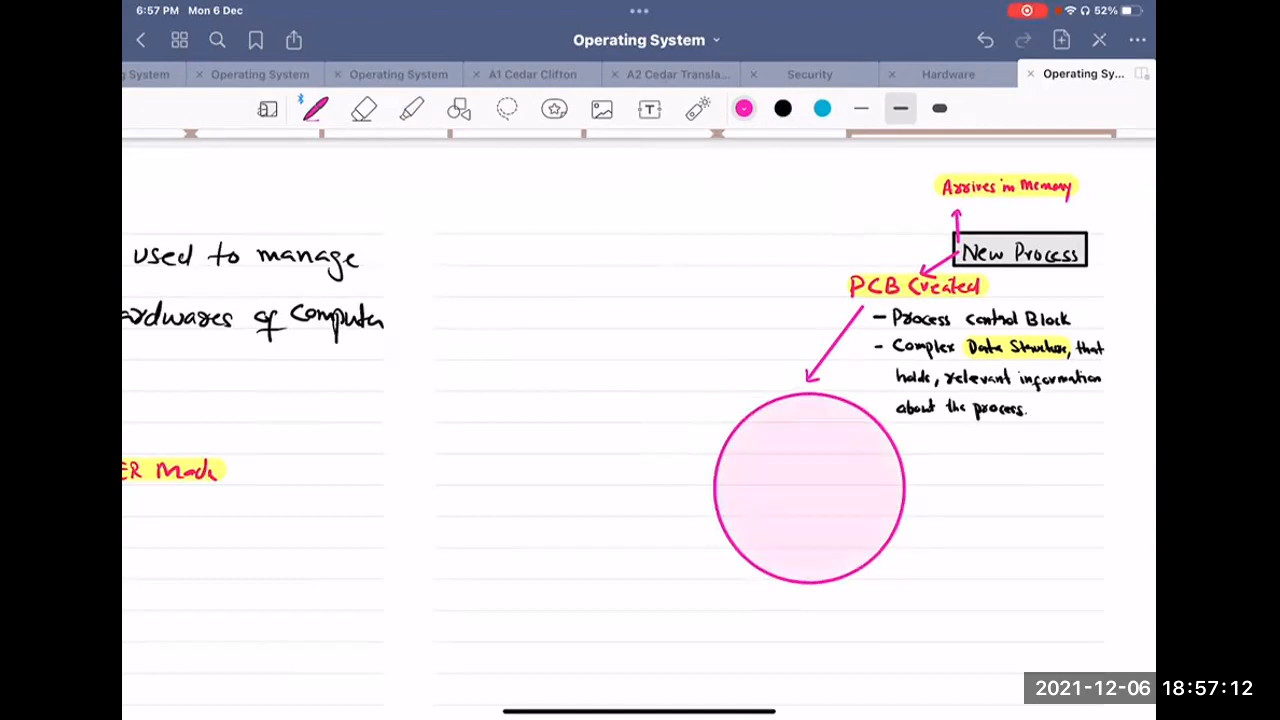 6:57 PM Mon 6 Dec
52%
Operating System
g System
Operating System
Operating System
A1 Cedar Clifton
A2 Cedar Transla...
Security
Hardware
Operating Sy...
Arrives in Memory
New Process
used to manage
PCB Created
ardwares of Computer
- Process Control Block
- Complex Data Structure, that
holds, relevant information
about the process.
ER Mode
2021-12-06 18:57:12